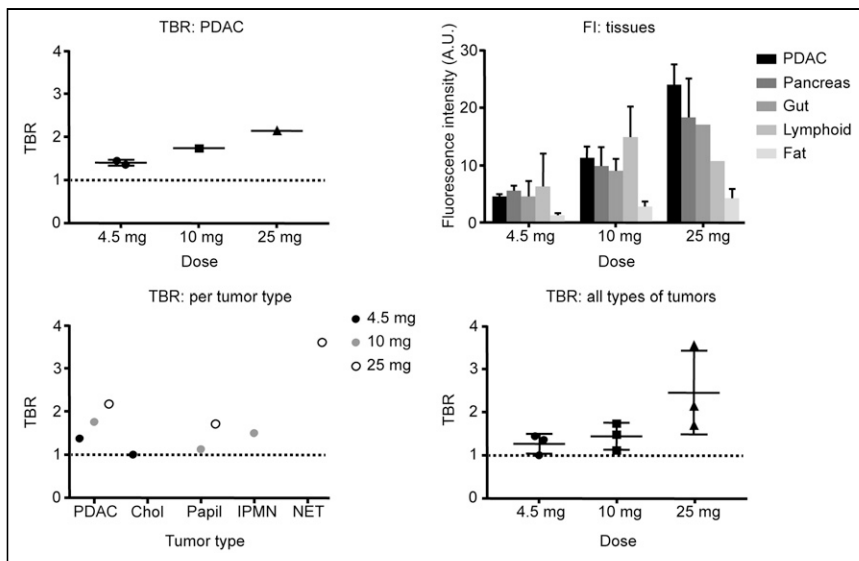 TBR: PDAC
4
3
2
1
0
TBR
4.5 mg
10 mg
25 mg
Dose
FI: tissues
30
20
10
0
Fluorescence intensity (A.U.)
4.5 mg
10 mg
25 mg
Dose
PDAC
Pancreas
Gut
Lymphoid
Fat
TBR: per tumor type
4
3
2
1
0
TBR
PDAC
Chol
Papil
IPMN
NET
Tumor type
4.5 mg
10 mg
25 mg
TBR: all types of tumors
4
3
2
1
0
TBR
4.5 mg
10 mg
25 mg
Dose